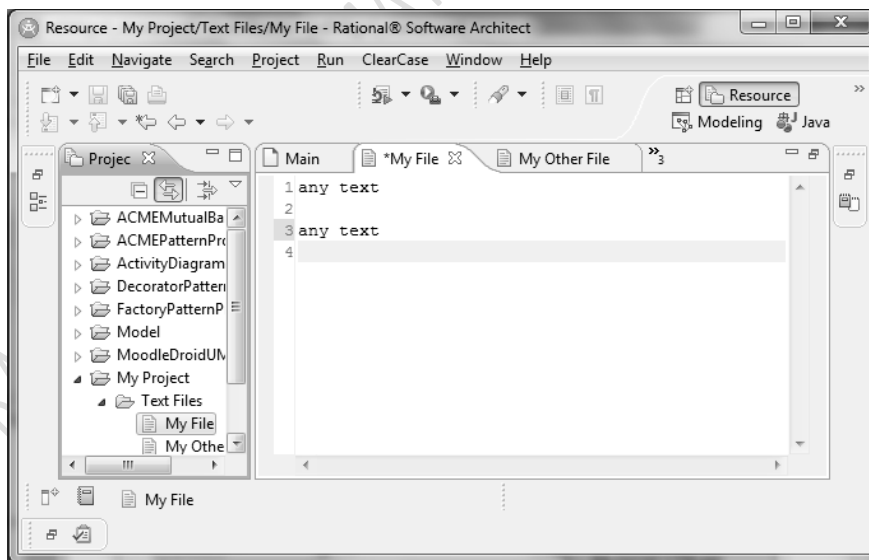 Resource - My Project/Text Files/My File - Rational® Software Architect
File Edit Navigate Search Project Run ClearCase Window Help
Resource
Modeling Java
Projec Main *My File My Other File »3
1 any text
2
3 any text
4
ACMEMutualBa
ACMEPatternPro
ActivityDiagram
DecoratorPatter
FactoryPatternP
Model
MoodleDroidUM
My Project
Text Files
My File
My Othe
My File